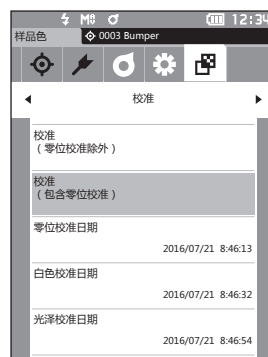 M8 12:34
样品色 0003 Bumper
校准
校准
（零位校准除外）
校准
（包含零位校准）
零位校准日期
2016/07/21 8:46:13
白色校准日期
2016/07/21 8:46:32
光泽校准日期
2016/07/21 8:46:54